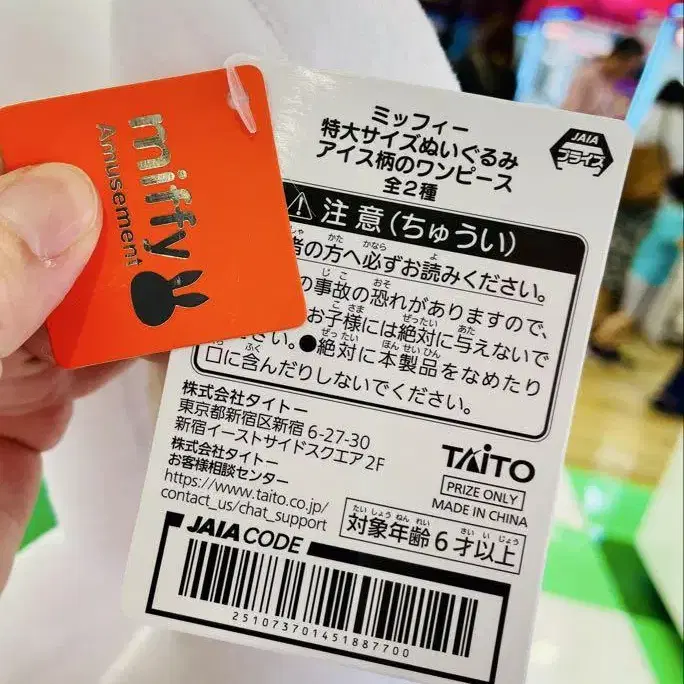 miffy
Amusement
ミッフィー
特大サイズぬいぐるみ
アイス柄のワンピース
全2種
JAIA
プライズ
注意(ちゅうい)
者の方へ必ずお読みください。
の事故の恐れがありますので、
お子様には絶対に与えないで
さい。●絶対に本製品をなめたり
口に含んだりしないでください。
株式会社タイトー
東京都新宿区新宿 6-27-30
新宿イーストサイドスクエア 2F
株式会社タイトー
お客様相談センター
https://www.taito.co.jp/
contact_us/chat_support
TAITO
PRIZE ONLY
MADE IN CHINA
対象年齢6才以上
JAIA CODE
251073701451887700